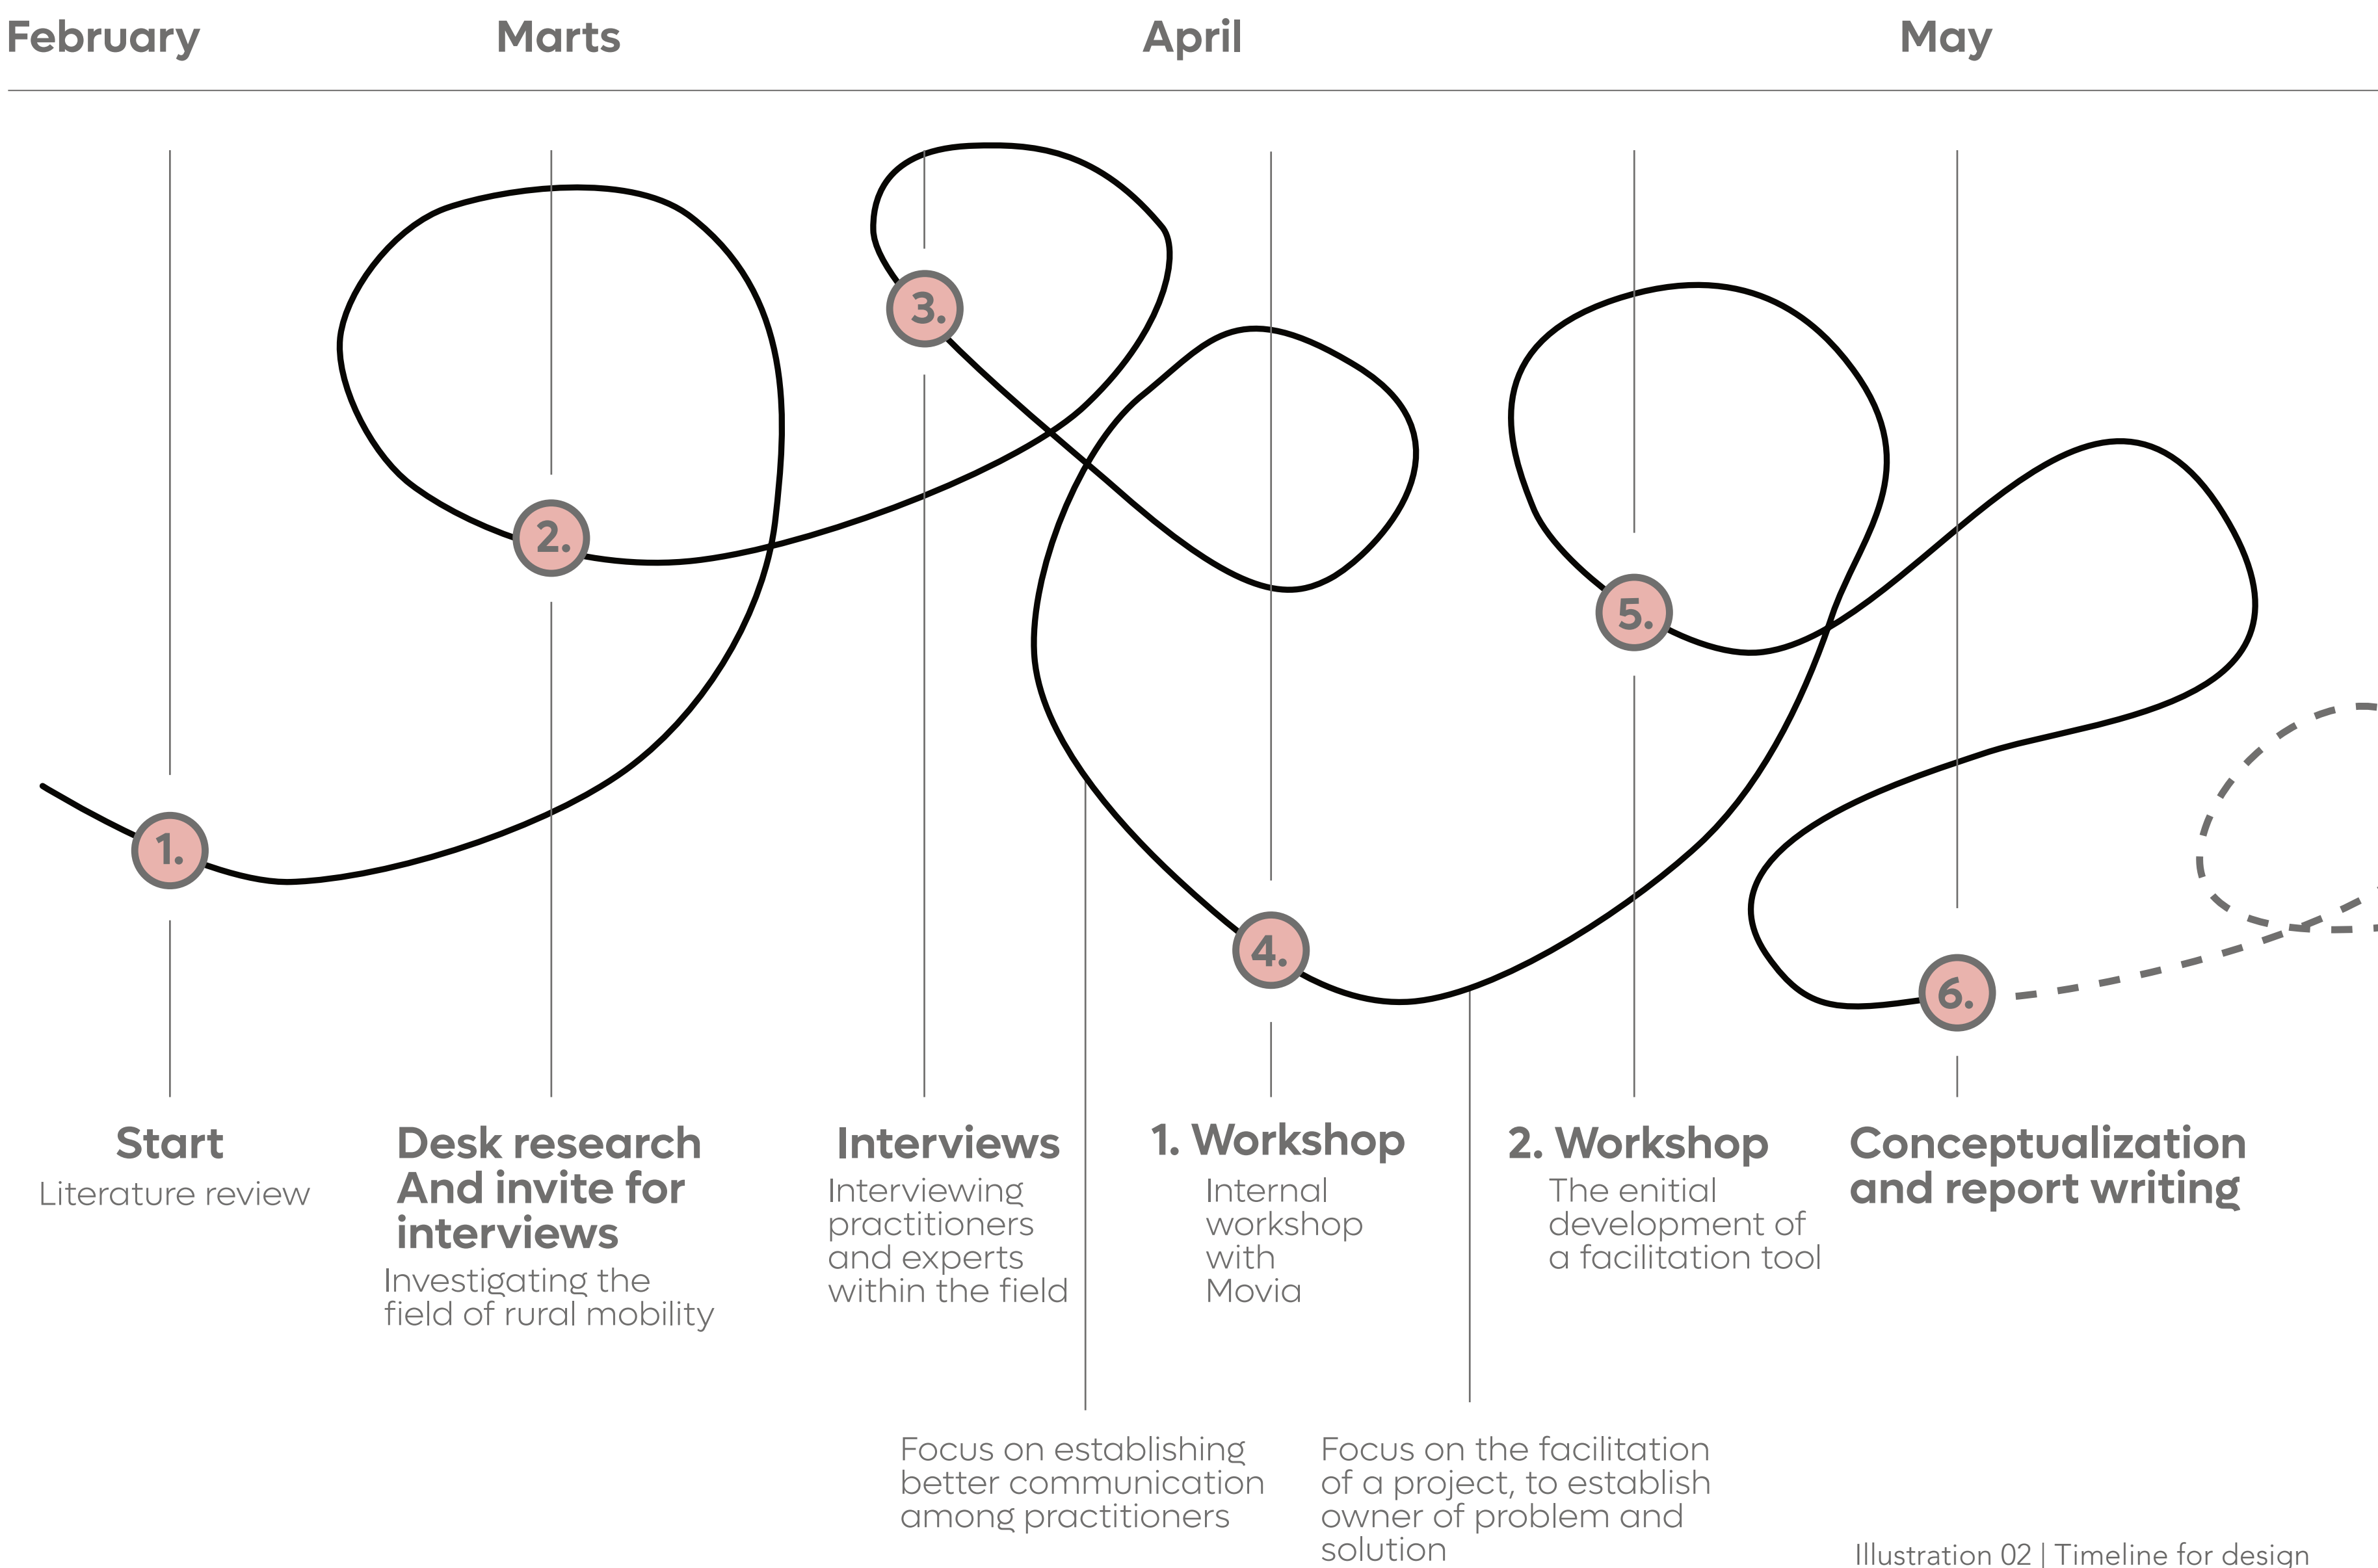 February Marts April May
3.
2.
5.
1.
4.
6.
Start
Literature review
Desk research
And invite for
interviews
Investigating the
field of rural mobility
Interviews
Interviewing
practitioners
and experts
within the field
1. Workshop
Internal
workshop
with
Movia
2. Workshop
The enitial
development of
a facilitation tool
Conceptualization
and report writing
Focus on establishing
better communication
among practitioners
Focus on the facilitation
of a project, to establish
owner of problem and
solution
Illustration 02 | Timeline for design